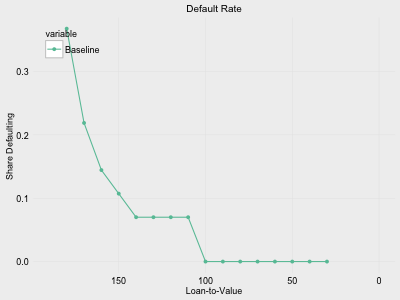 Default Rate
variable
Baseline
0.3
0.2
0.1
0.0
Share Defaulting
150
100
50
0
Loan-to-Value